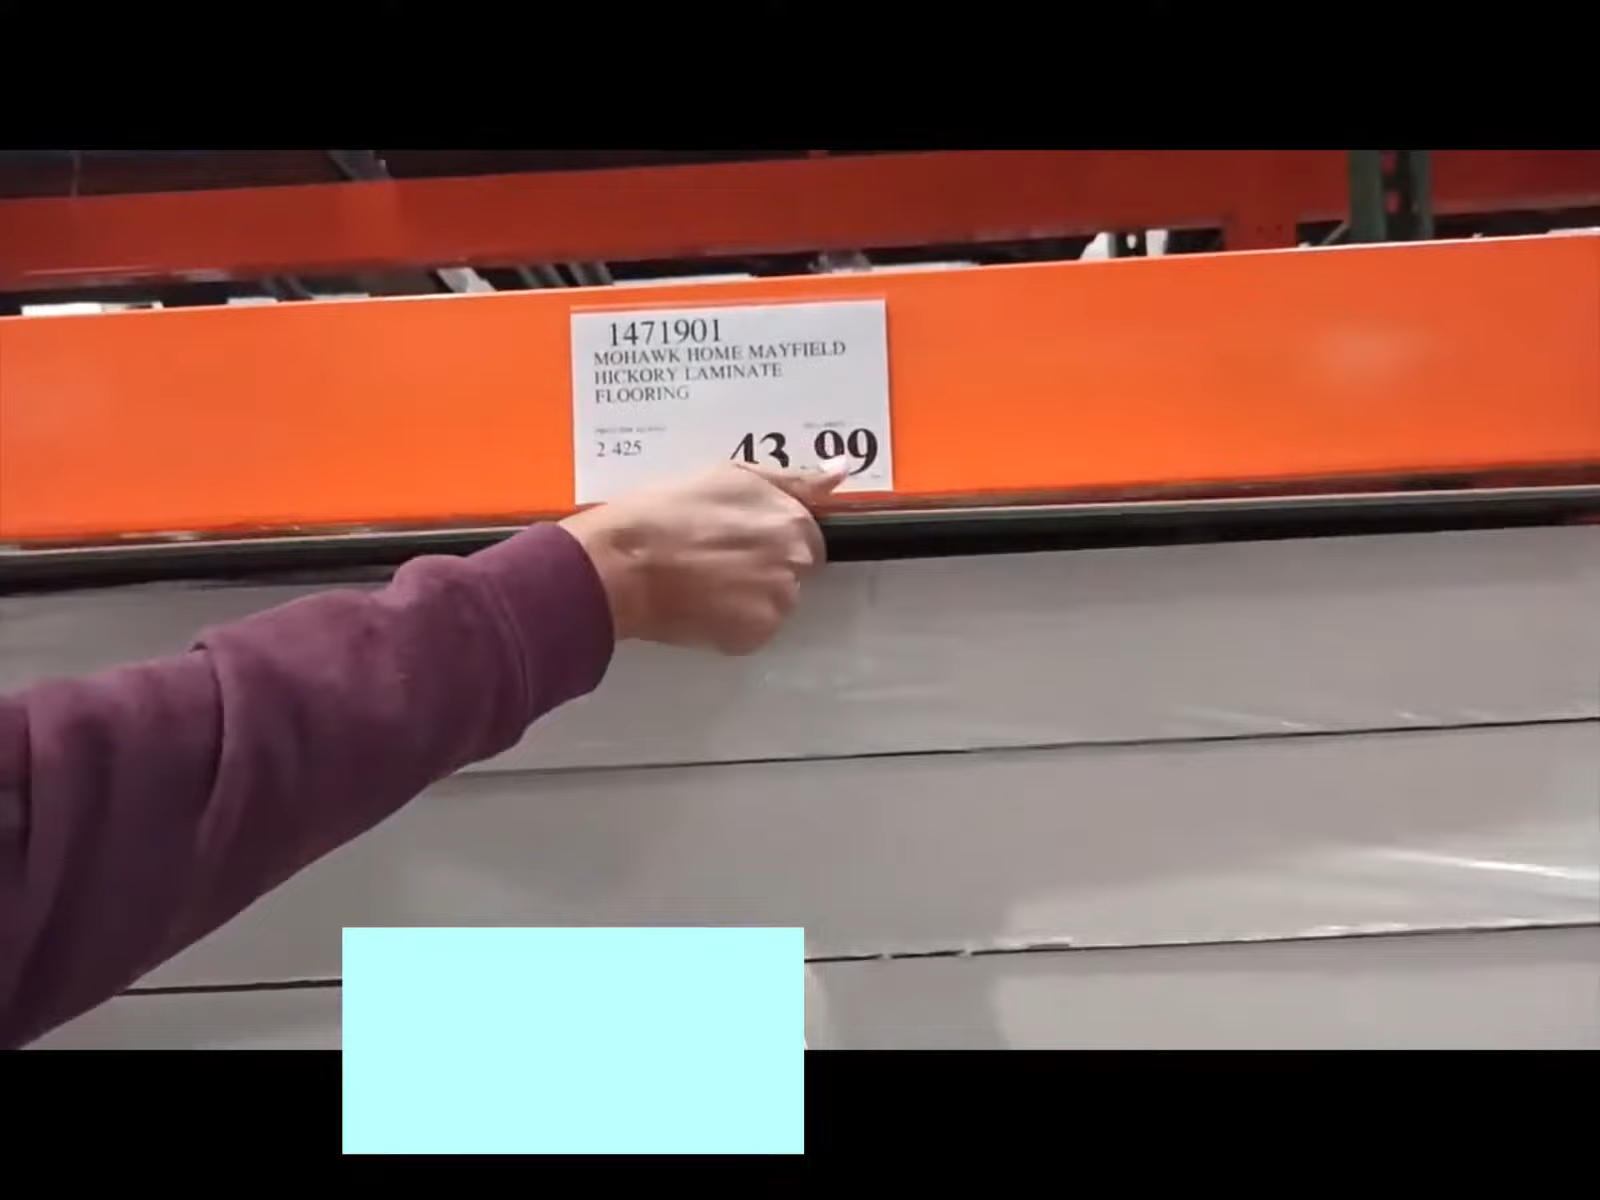 1471901
MOHAWK HOME MAYFIELD
HICKORY LAMINATE
FLOORING
2.425
43.99